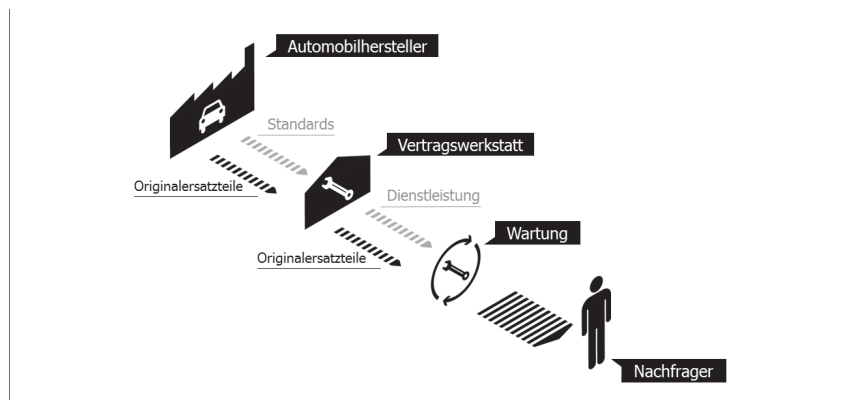 Automobilhersteller
Standards
Vertragswerkstatt
Originalersatzteile
Dienstleistung
Wartung
Originalersatzteile
Nachfrager